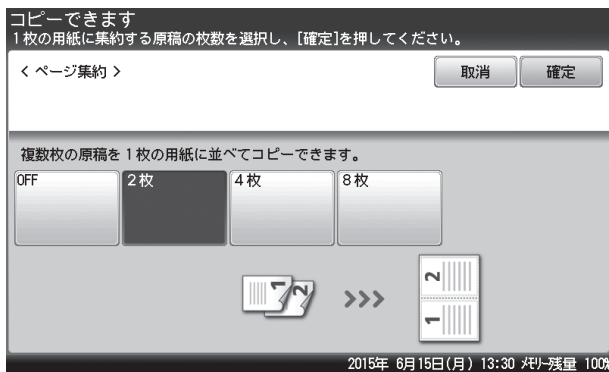 コピーできます
1枚の用紙に集約する原稿の枚数を選択し、[確定]を押してください。
< ページ集約 >
取消
確定
複数枚の原稿を1枚の用紙に並べてコピーできます。
OFF
2枚
4枚
8枚
1
2
2
1
2015年 6月15日(月) 13:30 メモリー残量 100%